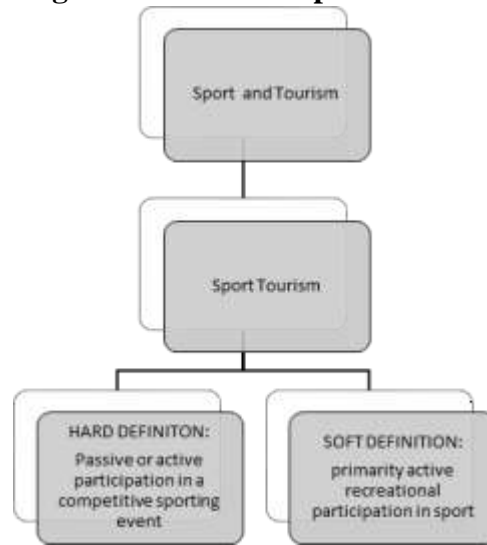 Sport and Tourism
Sport Tourism
HARD DEFINITON:
Passive or active
participation in a
competitive sporting
event
SOFT DEFINITION:
primarity active
recreational
participation in sport